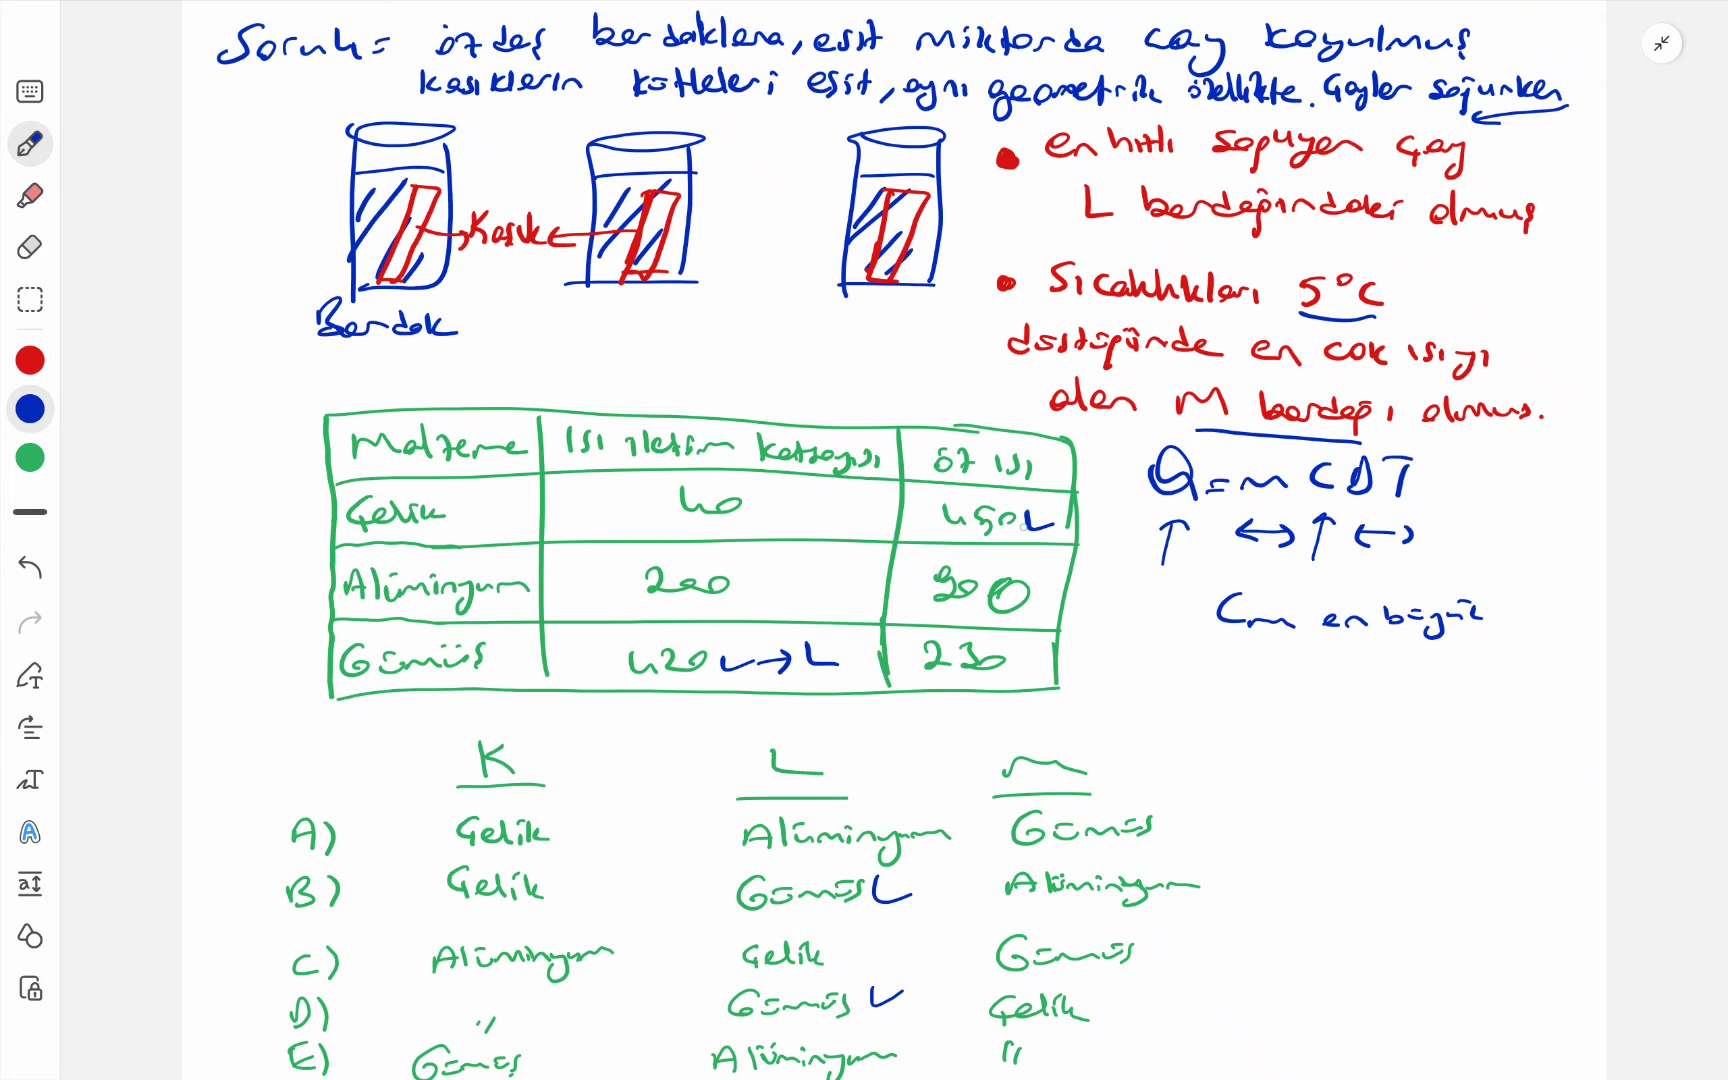 Soru4= özdeş bardaklara, eşit miktarda çay koyulmuş
kaşıkların kütleleri eşit, aynı geometrik özellikte. Çaylar soğurken
• en hızlı soğuyan çay
L bardağındaki olmuş
Kaşık
Bardak
• Sıcaklıkları 5°C
düştüğünde en çok ısıyı
alan M bardağı olmuş.
Malzeme Isı iletim katsayısı öz ısı
Çelik 40 450 L
Alüminyum 200 900
Gümüş 420 → L 230
Q = m C Δ T
↑ ↔ ↑ ↔
Cm en büyük
K L M
A) Çelik Alüminyum Gümüş
B) Çelik Gümüş Alüminyum
C) Alüminyum Çelik Gümüş
D) " Gümüş Çelik
E) Gümüş Alüminyum "